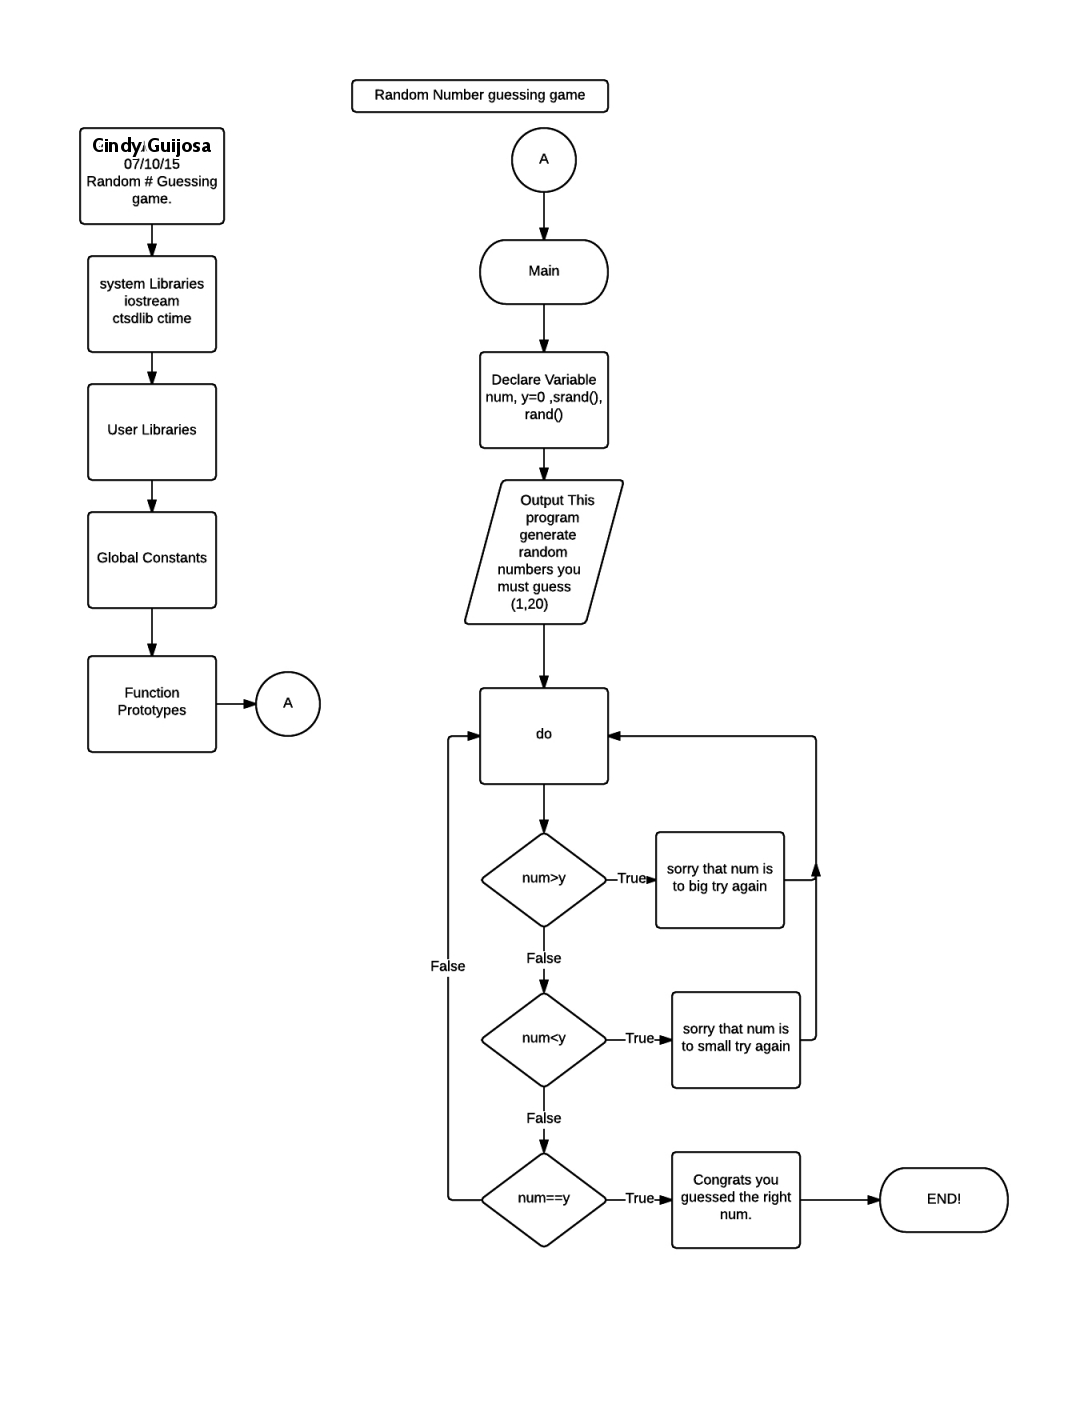 Random Number guessing game
Cindy Guijosa
07/10/15
Random # Guessing
game.
system Libraries
iostream
ctsdlib ctime
User Libraries
Global Constants
Function
Prototypes
A
A
Main
Declare Variable
num, y=0 ,srand(),
rand()
Output This
program
generate
random
numbers you
must guess
(1,20)
do
num>y
True
sorry that num is
to big try again
False
False
num<y
True
sorry that num is
to small try again
False
num==y
True
Congrats you
guessed the right
num.
END!